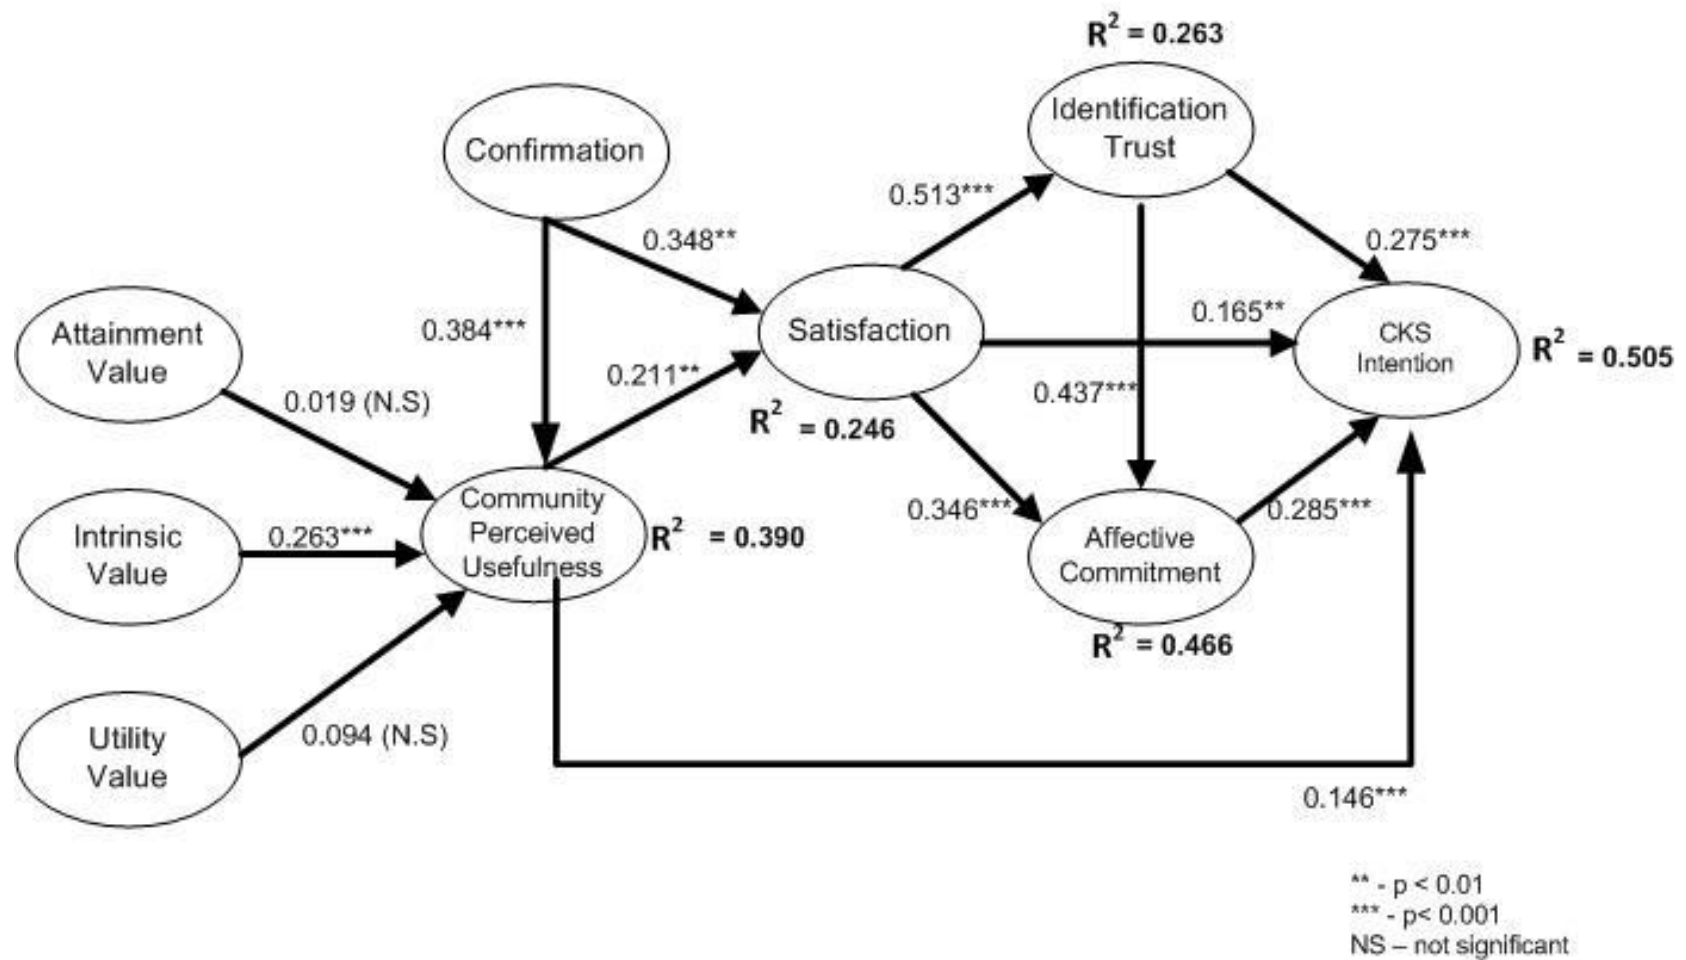 R² = 0.263
Identification
Trust
Confirmation
0.513***
0.348**
0.275***
Attainment
Value
0.384***
Satisfaction
0.165**
CKS
Intention
R² = 0.505
0.019 (N.S)
0.211**
0.437***
R² = 0.246
Intrinsic
Value
0.263***
Community
Perceived
Usefulness
R² = 0.390
0.346***
0.285***
Affective
Commitment
R² = 0.466
Utility
Value
0.094 (N.S)
0.146***
** - p < 0.01
*** - p< 0.001
NS – not significant